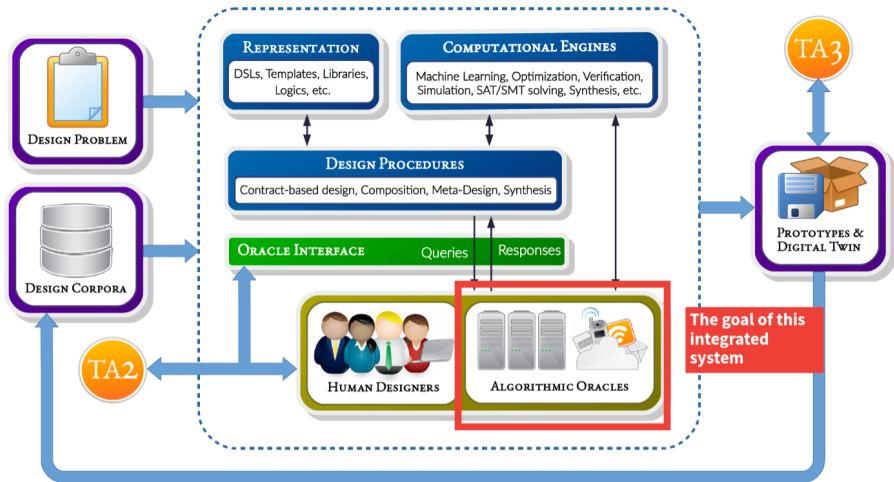 DESIGN PROBLEM
DESIGN CORPORA
TA2
REPRESENTATION
DSLs, Templates, Libraries,
Logics, etc.
COMPUTATIONAL ENGINES
Machine Learning, Optimization, Verification,
Simulation, SAT/SMT solving, Synthesis, etc.
DESIGN PROCEDURES
Contract-based design, Composition, Meta-Design, Synthesis
ORACLE INTERFACE
Queries
Responses
HUMAN DESIGNERS
ALGORITHMIC ORACLES
The goal of this
integrated
system
TA3
PROTOTYPES &
DIGITAL TWIN